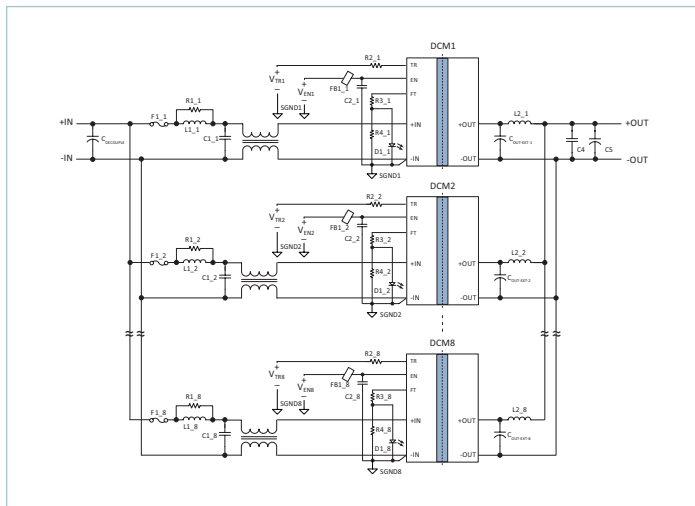 DCM1
R2_1
TR
V_TR1
FB1_1
EN
V_EN1
C2_1
FT
SGND1
R3_1
R1_1
F1_1
L1_1
L2_1
+IN
+IN
+OUT
+OUT
C_DECOUPLE
C1_1
R4_1
D1_1
C_OUT-EXT-1
C4
C5
-IN
-IN
-OUT
-OUT
SGND1
DCM2
R2_2
TR
V_TR2
FB1_2
EN
V_EN2
C2_2
FT
SGND2
R3_2
R1_2
F1_2
L1_2
L2_2
+IN
+OUT
C1_2
R4_2
D1_2
C_OUT-EXT-2
-IN
-OUT
SGND2
DCM8
R2_8
TR
V_TR8
FB1_8
EN
V_EN8
C2_8
FT
SGND8
R3_8
R1_8
F1_8
L1_8
L2_8
+IN
+OUT
C1_8
R4_8
D1_8
C_OUT-EXT-8
-IN
-OUT
SGND8